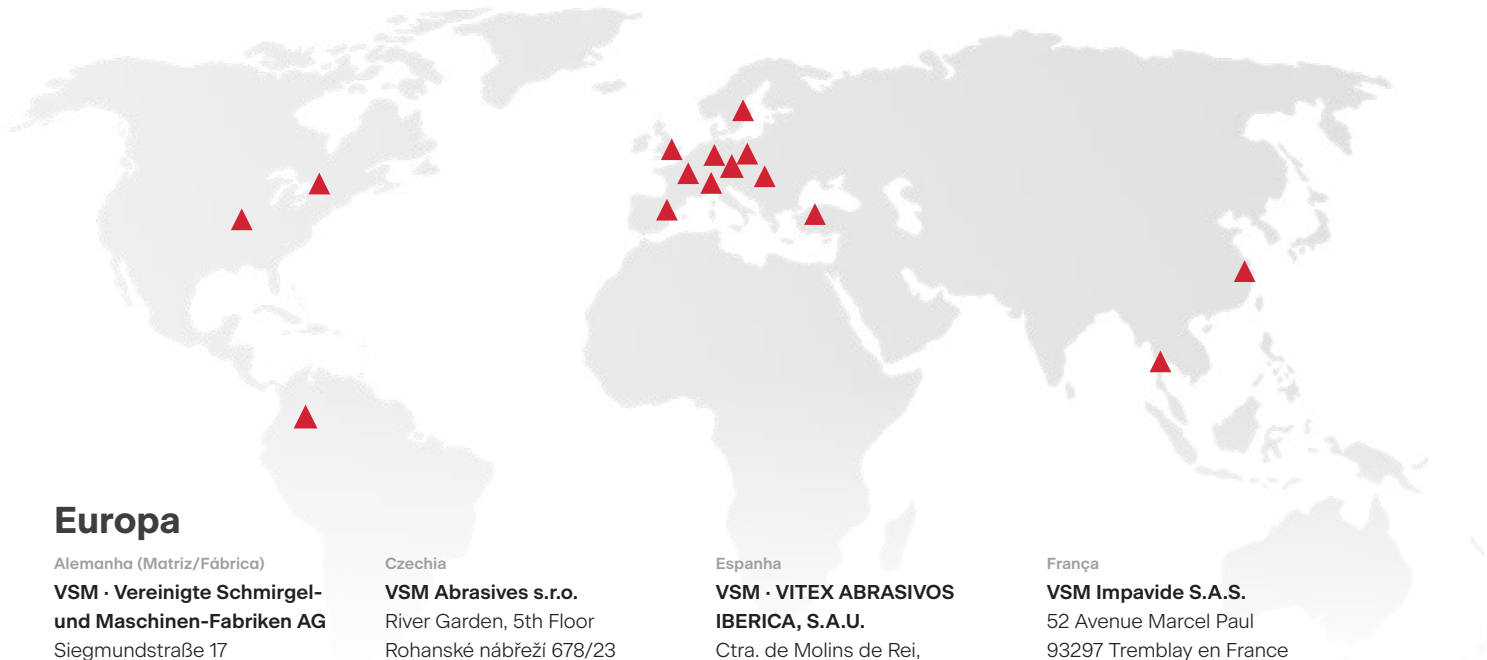 Europa
Alemanha (Matriz/Fábrica)
VSM · Vereinigte Schmirgel-
und Maschinen-Fabriken AG
Siegmundstraße 17
Czechia
VSM Abrasives s.r.o.
River Garden, 5th Floor
Rohanské nábřeží 678/23
Espanha
VSM · VITEX ABRASIVOS
IBERICA, S.A.U.
Ctra. de Molins de Rei,
França
VSM Impavide S.A.S.
52 Avenue Marcel Paul
93297 Tremblay en France